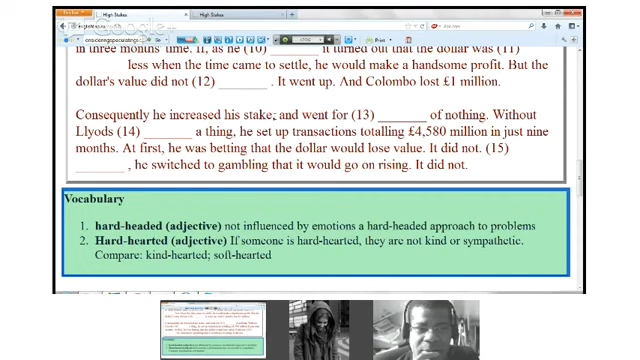 High Stakes
High Stakes
Google
And Format
in three months' time. If, as he (10) ________ it turned out that the dollar was (11)
________ less when the time came to settle, he would make a handsome profit. But the
dollar's value did not (12) ________. It went up. And Colombo lost £1 million.
Consequently he increased his stake, and went for (13) ________ of nothing. Without
Llyods (14) ________ a thing, he set up transactions totalling £4,580 million in just nine
months. At first, he was betting that the dollar would lose value. It did not. (15)
________, he switched to gambling that it would go on rising. It did not.
Vocabulary
1. hard-headed (adjective) not influenced by emotions a hard-headed approach to problems
2. Hard-hearted (adjective) If someone is hard-hearted, they are not kind or sympathetic.
Compare: kind-hearted; soft-hearted